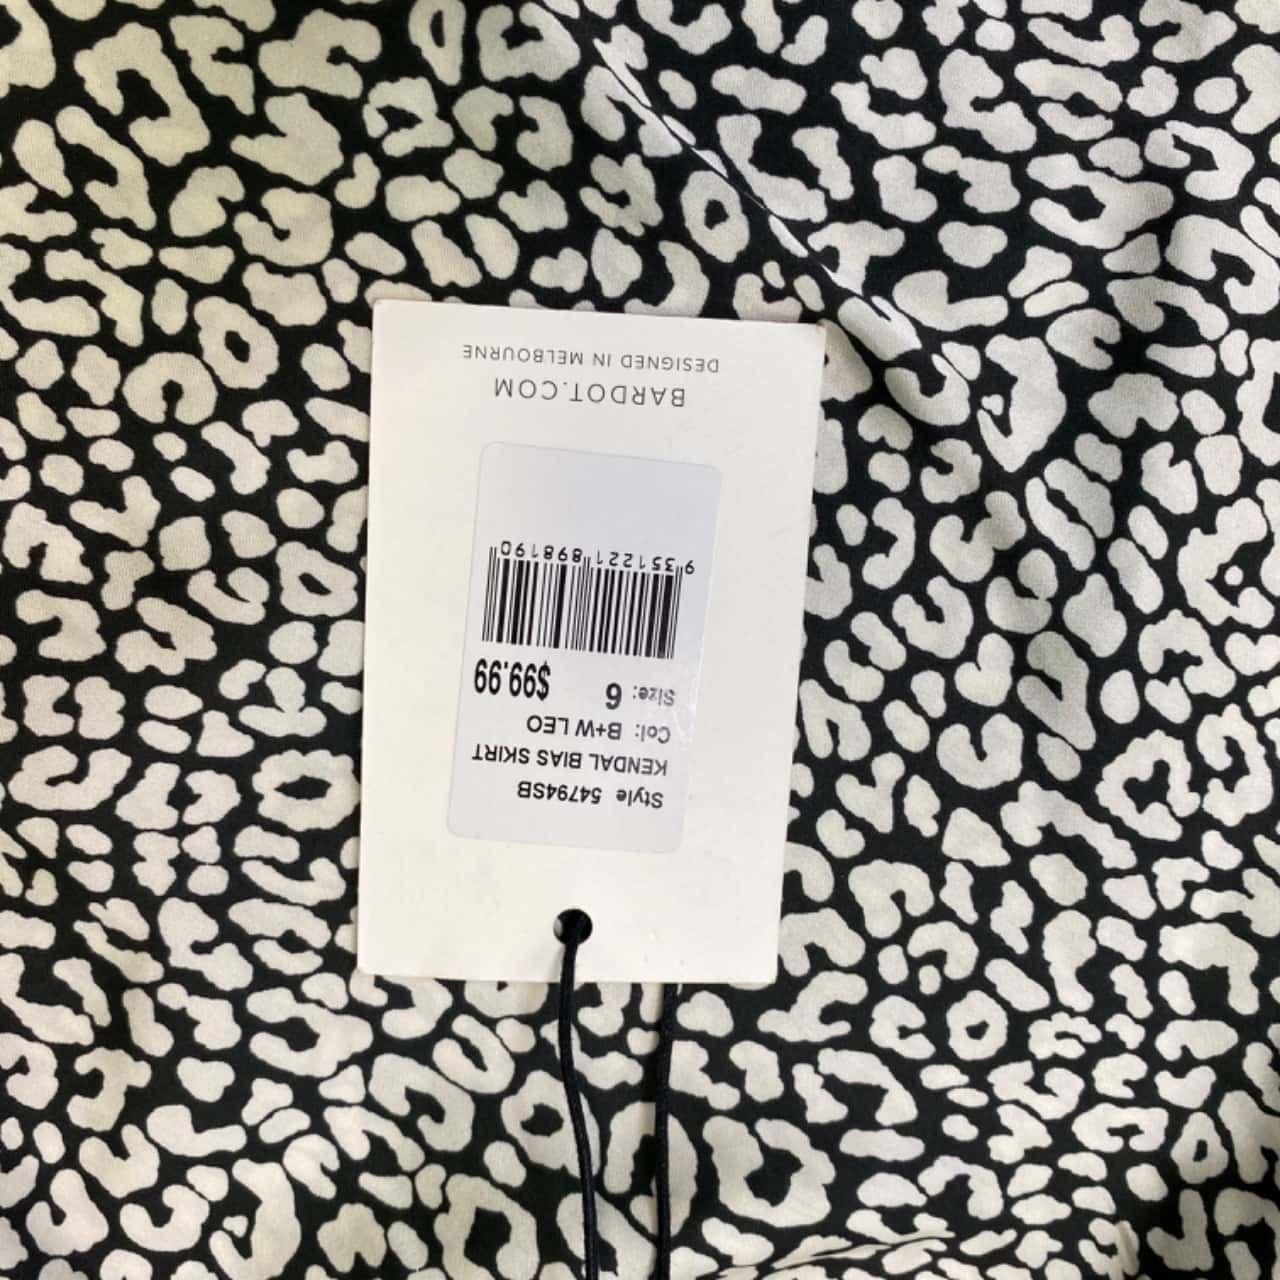 Style 54794SB
KENDAL BIAS SKIRT
Col: B+W LEO
Size: 6 $99.99
9 351221 898190
BARDOT.COM
DESIGNED IN MELBOURNE